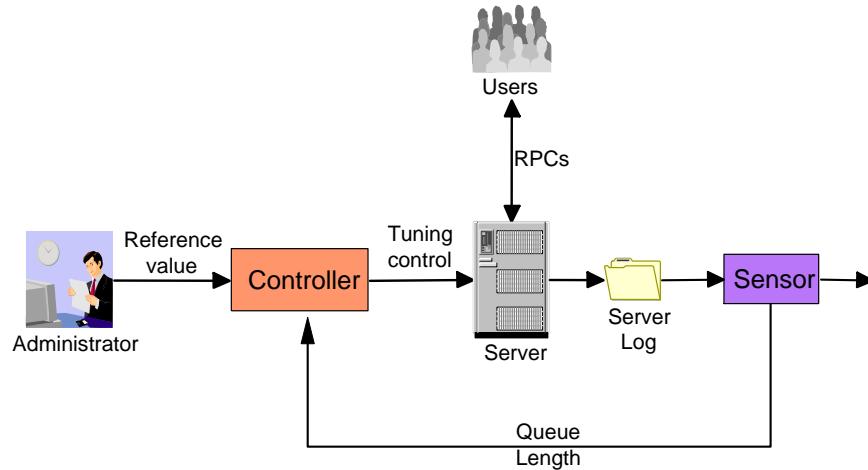 Users
RPCs
Reference
value
Tuning
control
Controller
Sensor
Administrator
Server
Server
Log
Queue
Length